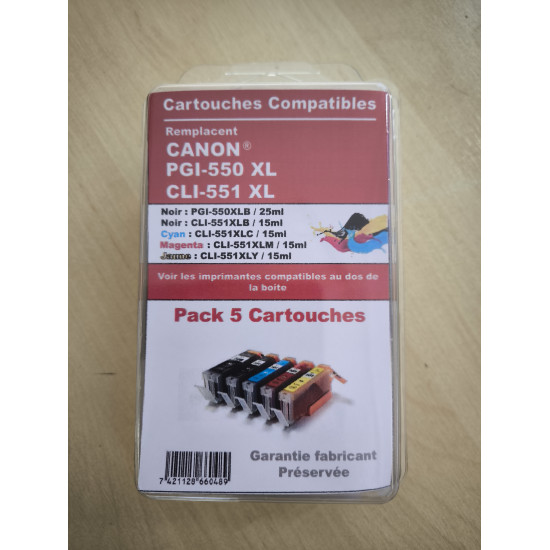 Cartouches Compatibles
Remplacent
CANON®
PGI-550 XL
CLI-551 XL
Noir : PGI-550XLB / 25ml
Noir : CLI-551XLB / 15ml
Cyan : CLI-551XLC / 15ml
Magenta : CLI-551XLM / 15ml
Jaune : CLI-551XLY / 15ml
Voir les imprimantes compatibles au dos de
la boite
Pack 5 Cartouches
Garantie fabricant
Préservée
7 421128 660489